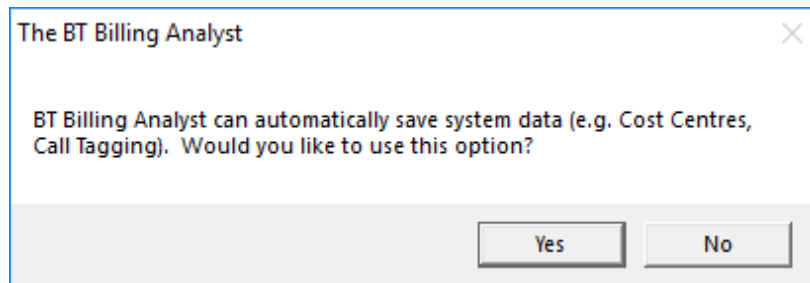 The BT Billing Analyst
BT Billing Analyst can automatically save system data (e.g. Cost Centres,
Call Tagging).  Would you like to use this option?
Yes
No